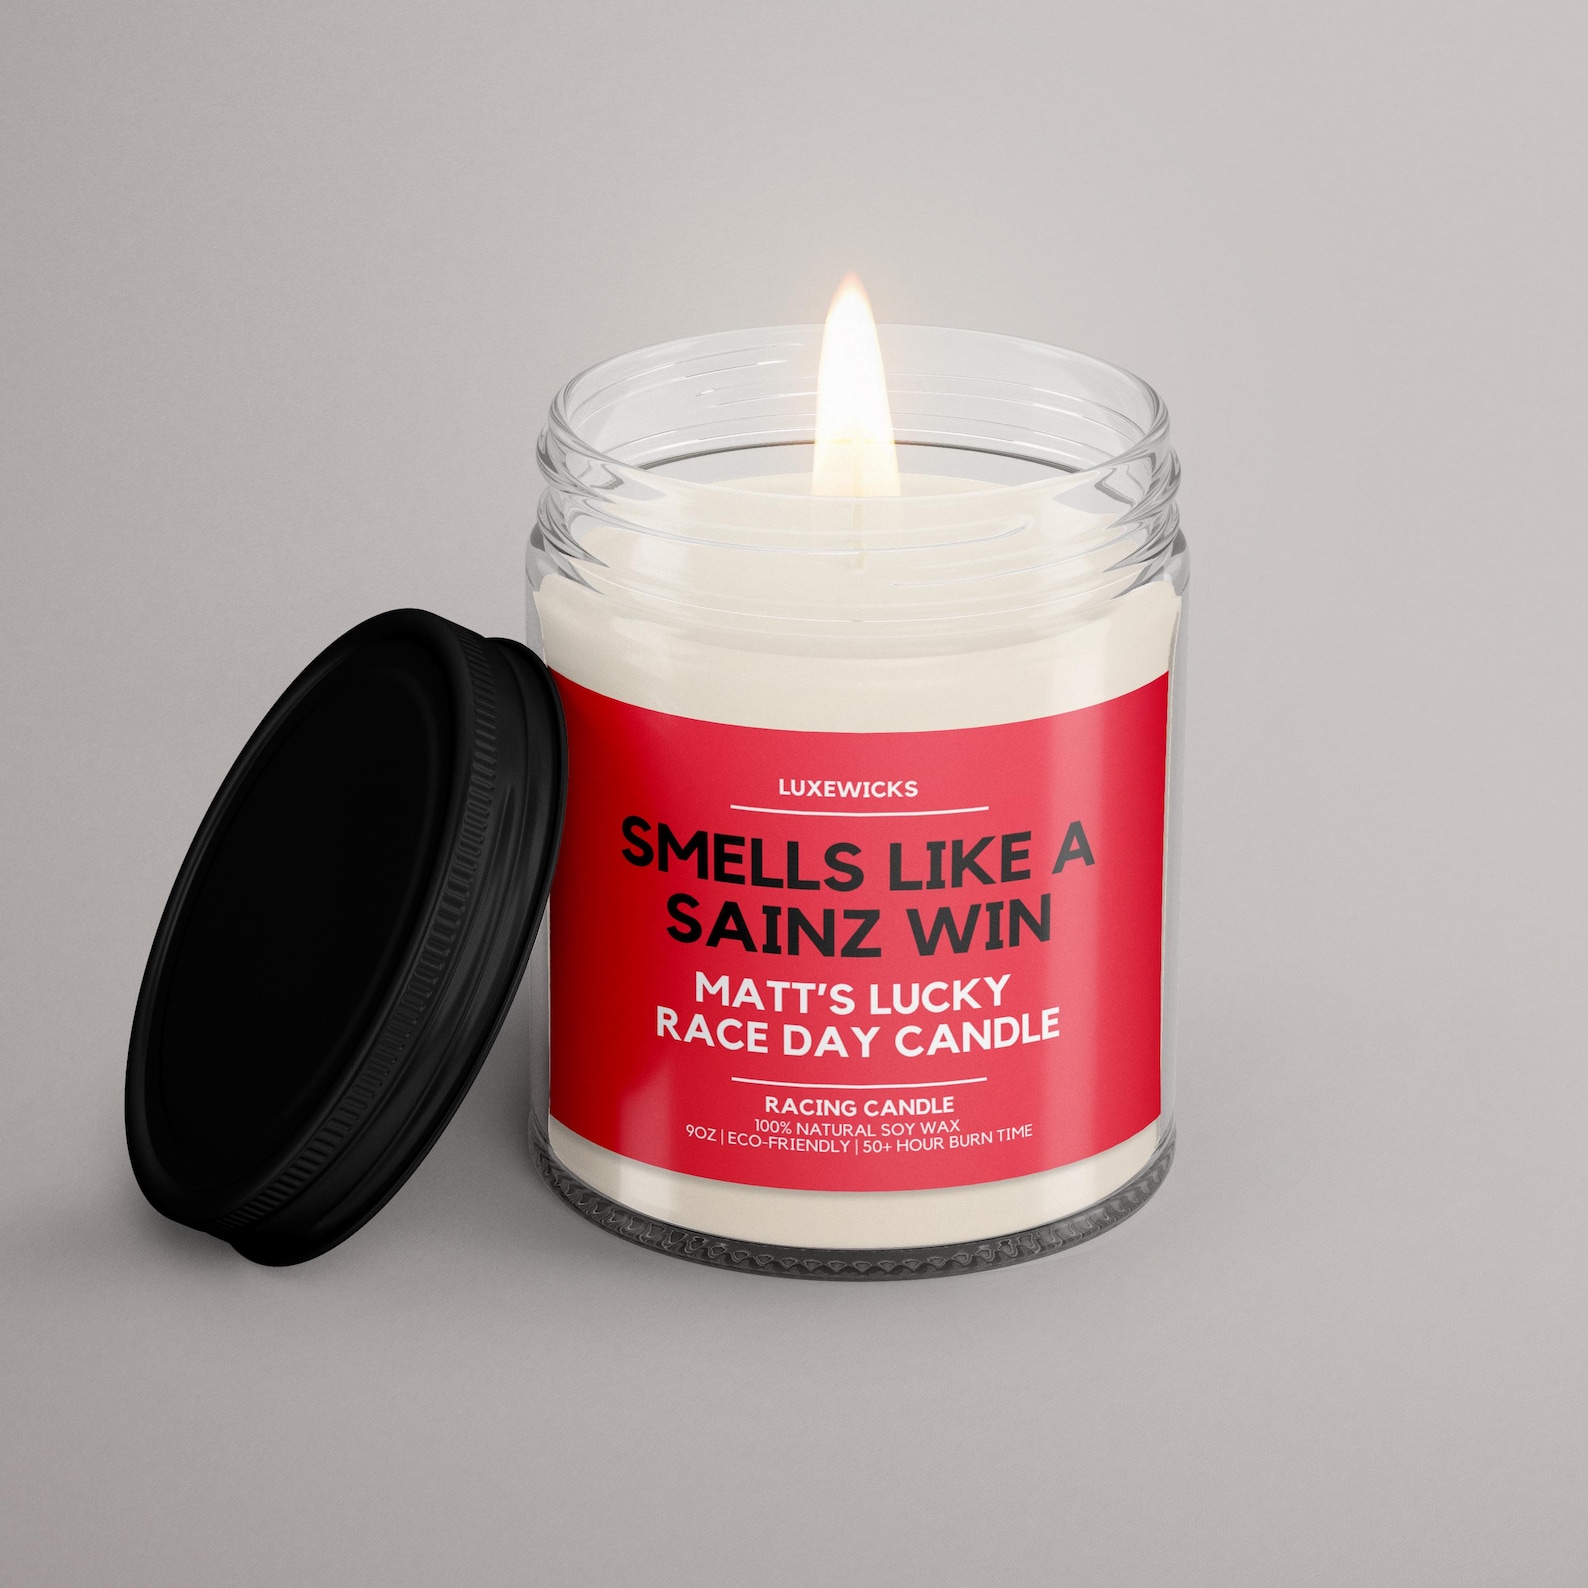 LUXEWICKS
SMELLS LIKE A
SAINZ WIN
MATT'S LUCKY
RACE DAY CANDLE
RACING CANDLE
100% NATURAL SOY WAX
9OZ | ECO-FRIENDLY | 50+ HOUR BURN TIME